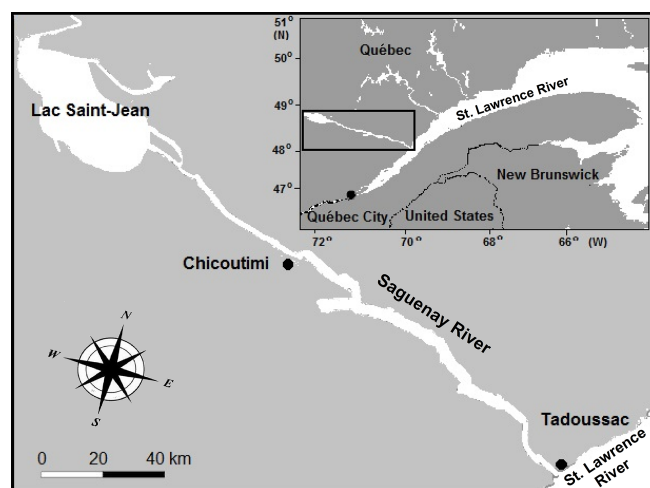 51°
(N)
50°
49°
48°
47°
Québec
St. Lawrence River
New Brunswick
Québec City
United States
72°
70°
68°
66°
(W)
Lac Saint-Jean
Chicoutimi
Saguenay River
N
W
E
S
Tadoussac
St. Lawrence
River
0
20
40 km